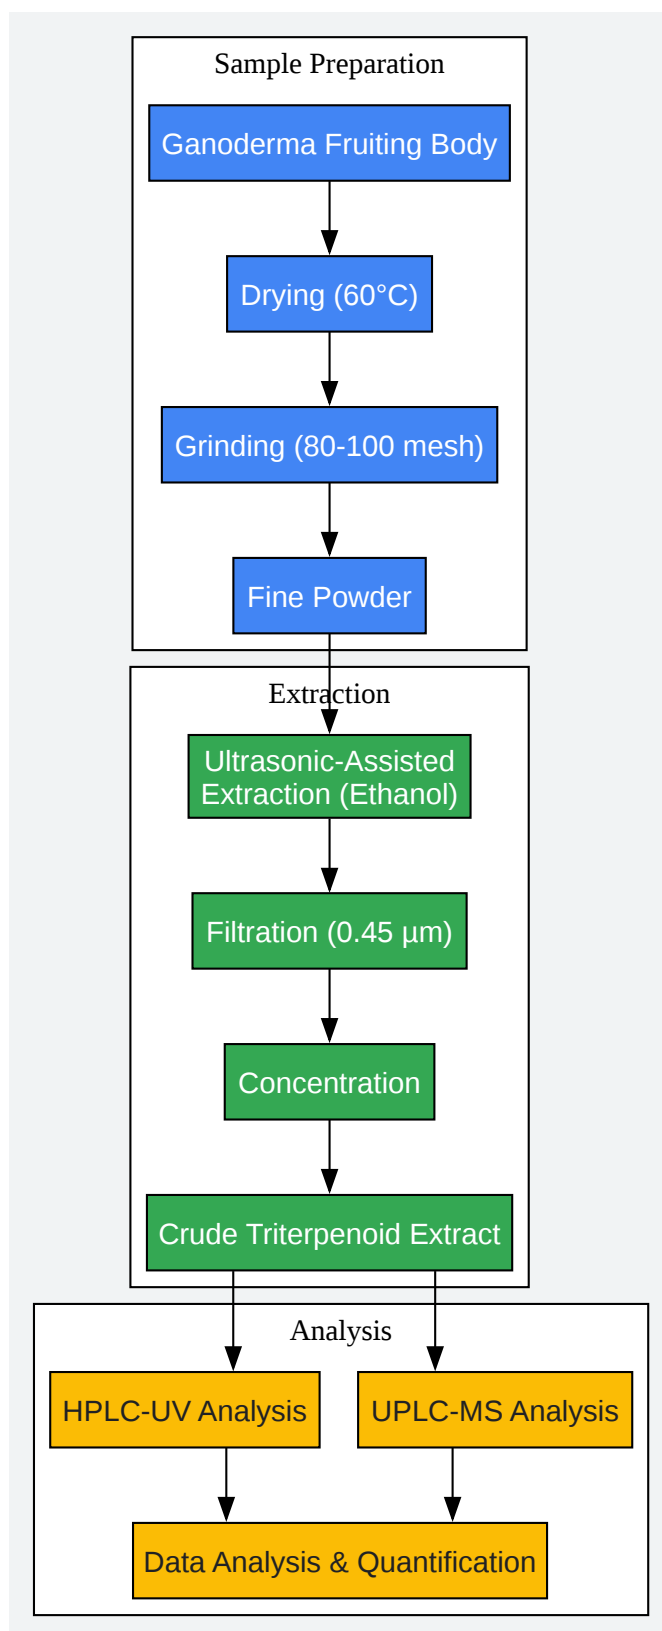 Sample Preparation
Ganoderma Fruiting Body
Drying (60°C)
Grinding (80-100 mesh)
Fine Powder
Extraction
Ultrasonic-Assisted
Extraction (Ethanol)
Filtration (0.45 µm)
Concentration
Crude Triterpenoid Extract
Analysis
HPLC-UV Analysis
UPLC-MS Analysis
Data Analysis & Quantification